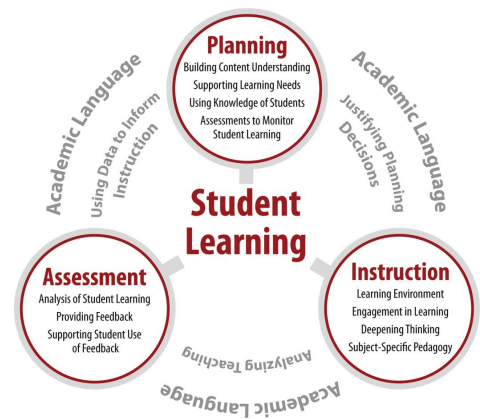 Planning
Building Content Understanding
Supporting Learning Needs
Using Knowledge of Students
Assessments to Monitor
Student Learning
Academic Language
Using Data to Inform
Instruction
Academic Language
Justifying Planning
Decisions
Student
Learning
Assessment
Analysis of Student Learning
Providing Feedback
Supporting Student Use
of Feedback
Instruction
Learning Environment
Engagement in Learning
Deepening Thinking
Subject-Specific Pedagogy
Analyzing Teaching
Academic Language